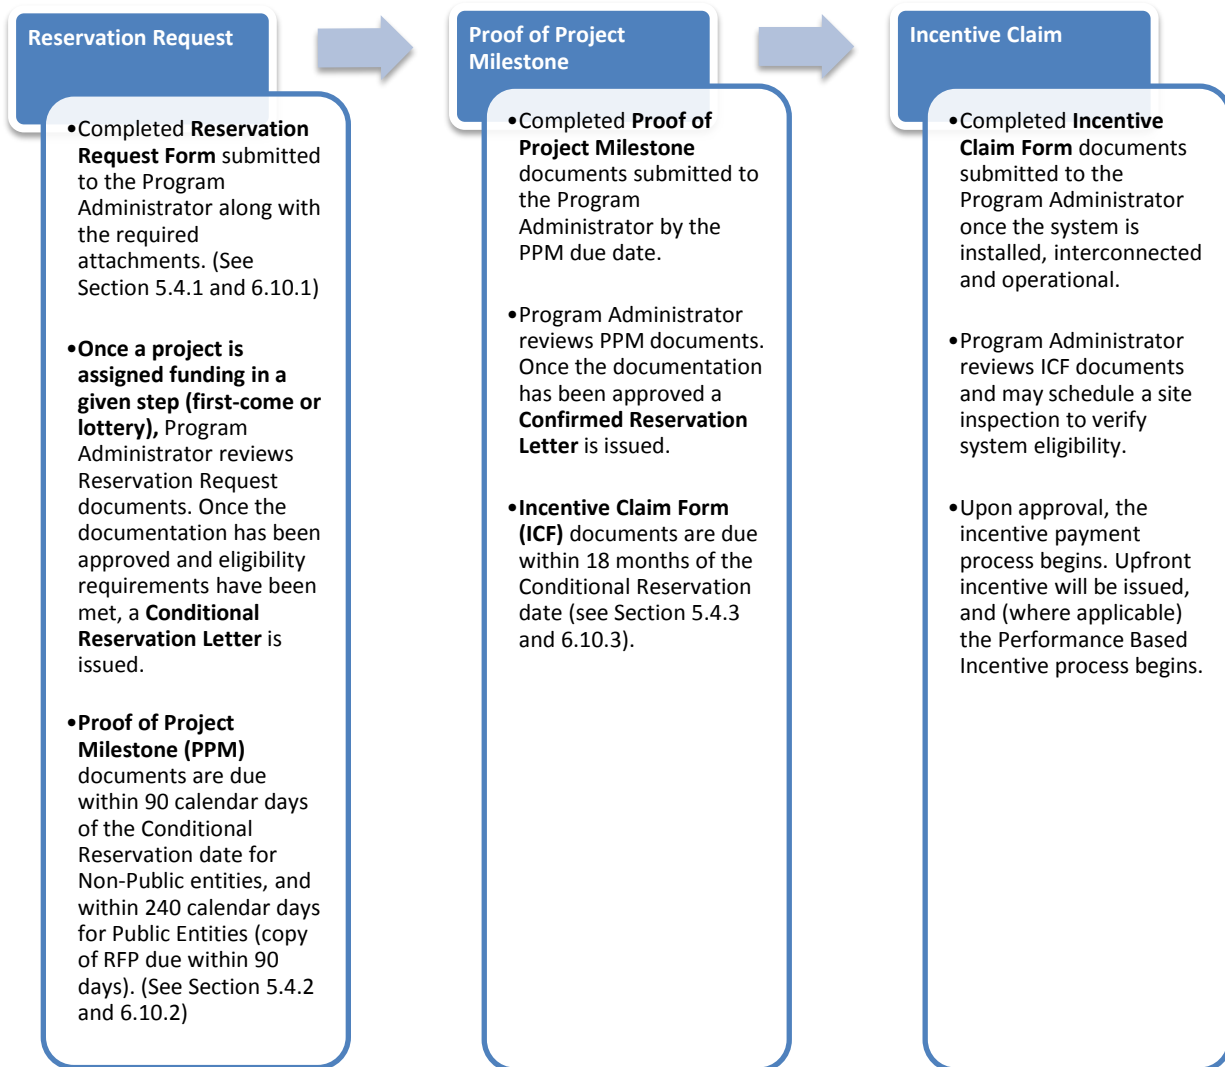 Reservation Request
•Completed Reservation
Request Form submitted
to the Program
Administrator along with
the required
attachments. (See
Section 5.4.1 and 6.10.1)
•Once a project is
assigned funding in a
given step (first-come or
lottery), Program
Administrator reviews
Reservation Request
documents. Once the
documentation has been
approved and eligibility
requirements have been
met, a Conditional
Reservation Letter is
issued.
•Proof of Project
Milestone (PPM)
documents are due
within 90 calendar days
of the Conditional
Reservation date for
Non-Public entities, and
within 240 calendar days
for Public Entities (copy
of RFP due within 90
days). (See Section 5.4.2
and 6.10.2)
Proof of Project
Milestone
•Completed Proof of
Project Milestone
documents submitted to
the Program
Administrator by the
PPM due date.
•Program Administrator
reviews PPM documents.
Once the documentation
has been approved a
Confirmed Reservation
Letter is issued.
•Incentive Claim Form
(ICF) documents are due
within 18 months of the
Conditional Reservation
date (see Section 5.4.3
and 6.10.3).
Incentive Claim
•Completed Incentive
Claim Form documents
submitted to the
Program Administrator
once the system is
installed, interconnected
and operational.
•Program Administrator
reviews ICF documents
and may schedule a site
inspection to verify
system eligibility.
•Upon approval, the
incentive payment
process begins. Upfront
incentive will be issued,
and (where applicable)
the Performance Based
Incentive process begins.